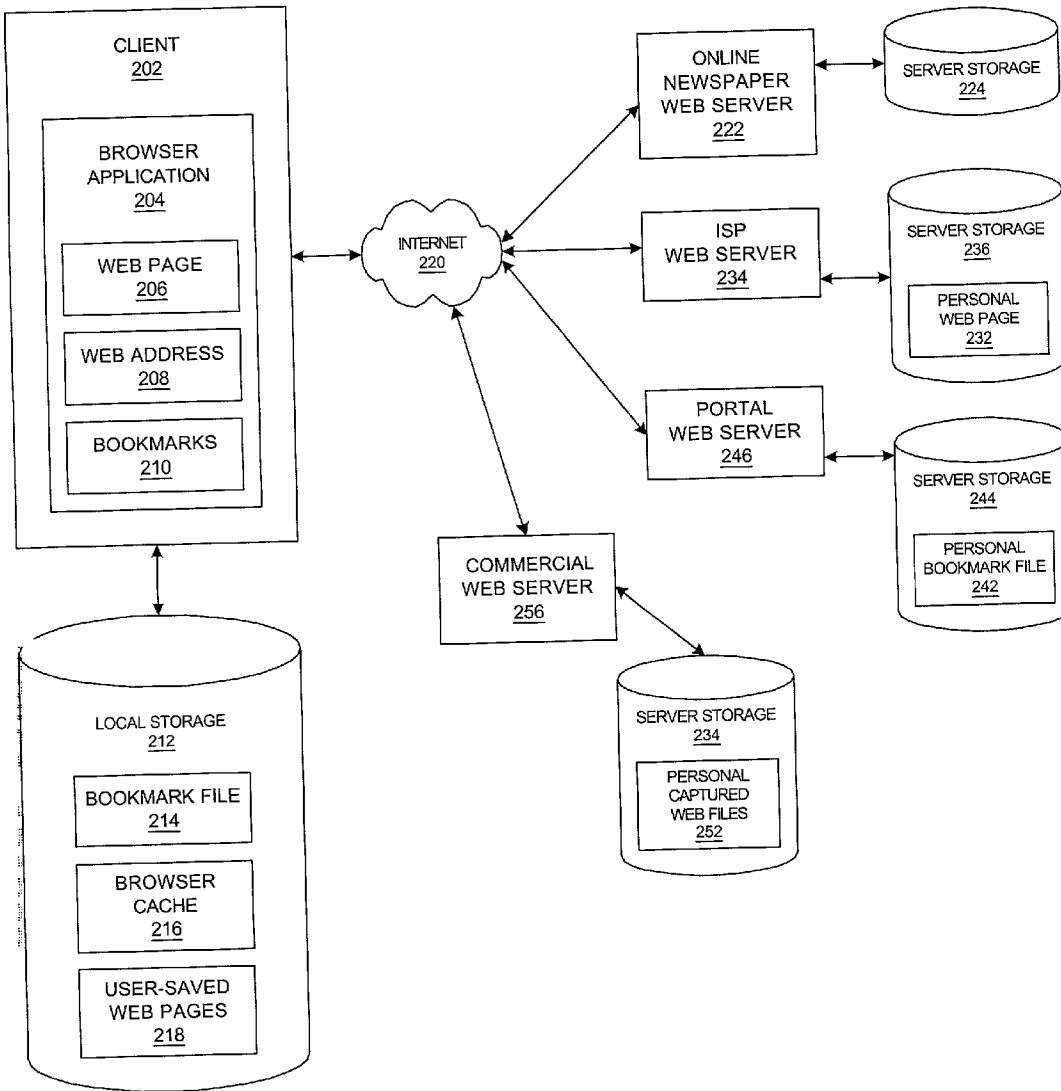 CLIENT
202
BROWSER
APPLICATION
204
WEB PAGE
206
WEB ADDRESS
208
BOOKMARKS
210
LOCAL STORAGE
212
BOOKMARK FILE
214
BROWSER
CACHE
216
USER-SAVED
WEB PAGES
218
INTERNET
220
ONLINE
NEWSPAPER
WEB SERVER
222
SERVER STORAGE
224
ISP
WEB SERVER
234
SERVER STORAGE
236
PERSONAL
WEB PAGE
232
PORTAL
WEB SERVER
246
SERVER STORAGE
244
PERSONAL
BOOKMARK FILE
242
COMMERCIAL
WEB SERVER
256
SERVER STORAGE
234
PERSONAL
CAPTURED
WEB FILES
252